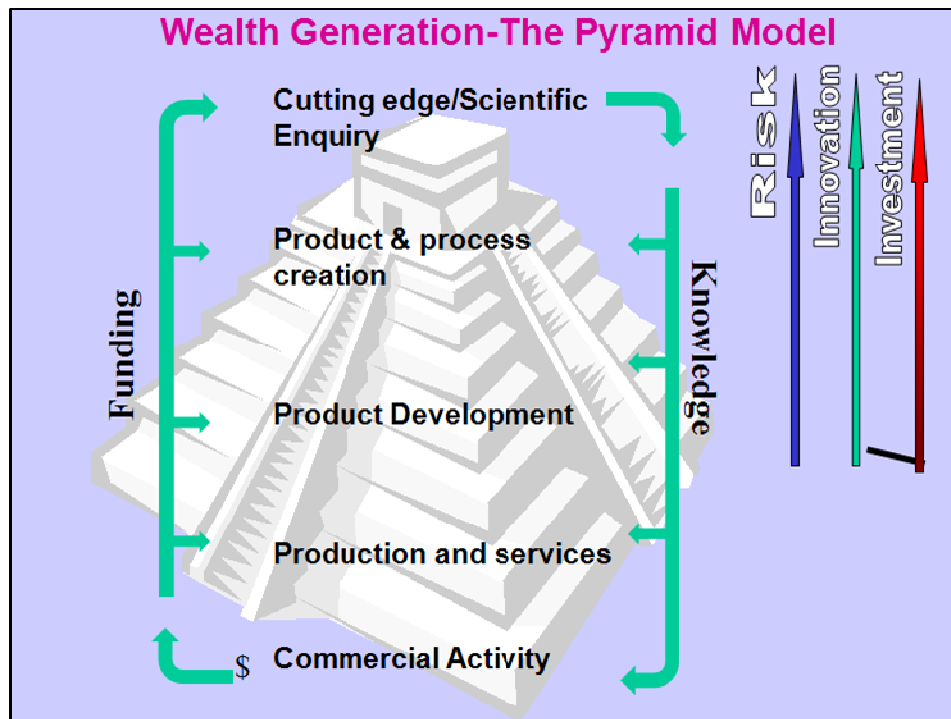 Wealth Generation-The Pyramid Model
Cutting edge/Scientific
Enquiry
Product & process
creation
Product Development
Production and services
$ Commercial Activity
Funding
Knowledge
Risk
Innovation
Investment